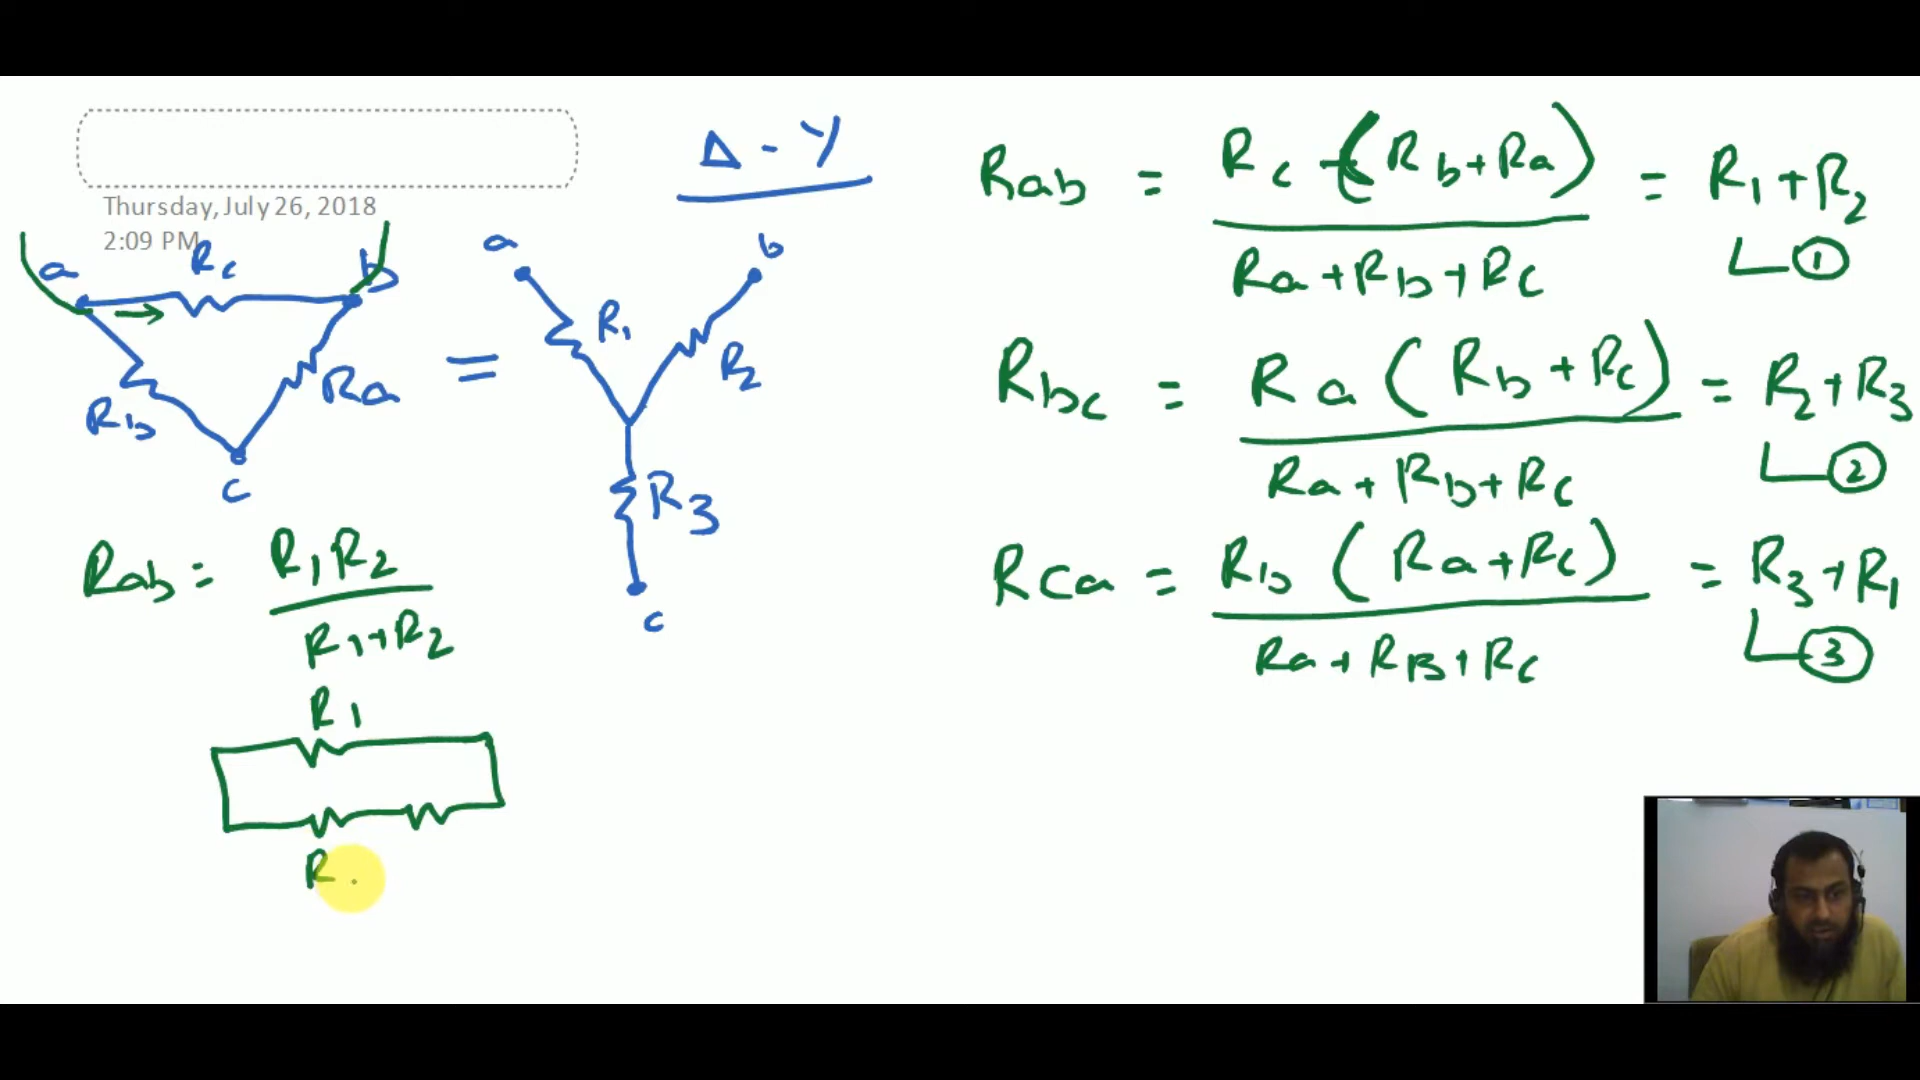 Δ - Y
Thursday, July 26, 2018
2:09 PM
a Rc b
Rb Ra
c
=
a b
R1 R2
R3
c
Rab = R1R2
R1+R2
R1
R
Rab = Rc (Rb+Ra) = R1+R2
Ra+Rb+Rc
1
Rbc = Ra (Rb+Rc) = R2+R3
Ra+Rb+Rc
2
Rca = Rb (Ra+Rc) = R3+R1
Ra+RB+Rc
3